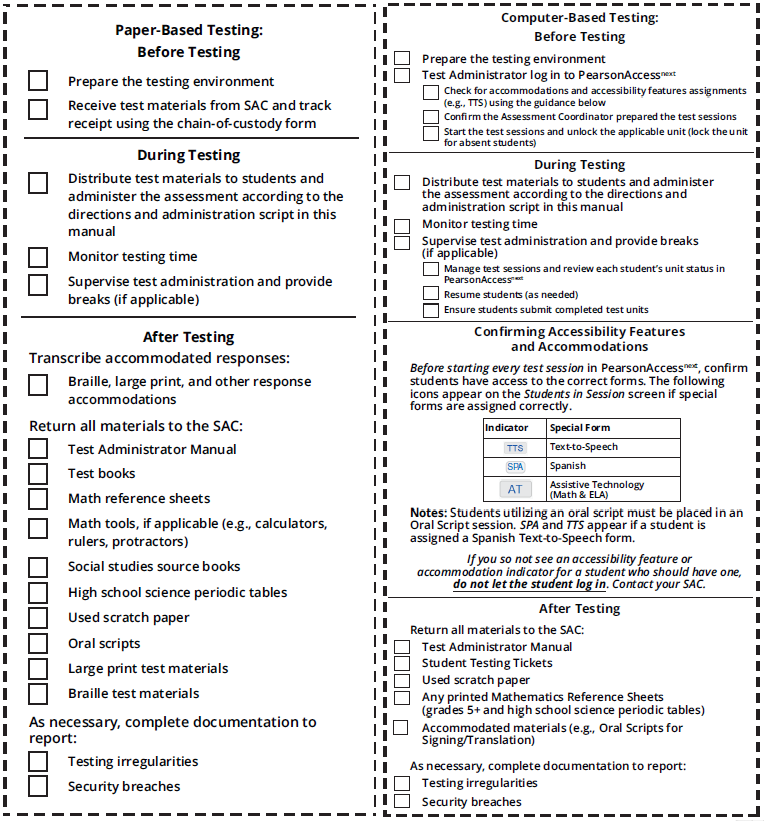 Paper-Based Testing:
Before Testing
Prepare the testing environment
Receive test materials from SAC and track
receipt using the chain-of-custody form
During Testing
Distribute test materials to students and
administer the assessment according to the
directions and administration script in this
manual
Monitor testing time
Supervise test administration and provide
breaks (if applicable)
After Testing
Transcribe accommodated responses:
Braille, large print, and other response
accommodations
Return all materials to the SAC:
Test Administrator Manual
Test books
Math reference sheets
Math tools, if applicable (e.g., calculators,
rulers, protractors)
Social studies source books
High school science periodic tables
Used scratch paper
Oral scripts
Large print test materials
Braille test materials
As necessary, complete documentation to
report:
Testing irregularities
Security breaches
Computer-Based Testing:
Before Testing
Prepare the testing environment
Test Administrator log in to PearsonAccessnext
Check for accommodations and accessibility features assignments
(e.g., TTS) using the guidance below
Confirm the Assessment Coordinator prepared the test sessions
Start the test sessions and unlock the applicable unit (lock the unit
for absent students)
During Testing
Distribute test materials to students and administer
the assessment according to the directions and
administration script in this manual
Monitor testing time
Supervise test administration and provide breaks
(if applicable)
Manage test sessions and review each student's unit status in
PearsonAccessnext
Resume students (as needed)
Ensure students submit completed test units
Confirming Accessibility Features
and Accommodations
Before starting every test session in PearsonAccessnext, confirm
students have access to the correct forms. The following
icons appear on the Students in Session screen if special
forms are assigned correctly.
Indicator Special Form
TTS Text-to-Speech
SPA Spanish
AT Assistive Technology
(Math & ELA)
Notes: Students utilizing an oral script must be placed in an
Oral Script session. SPA and TTS appear if a student is
assigned a Spanish Text-to-Speech form.
If you so not see an accessibility feature or
accommodation indicator for a student who should have one,
do not let the student log in. Contact your SAC.
After Testing
Return all materials to the SAC:
Test Administrator Manual
Student Testing Tickets
Used scratch paper
Any printed Mathematics Reference Sheets
(grades 5+ and high school science periodic tables)
Accommodated materials (e.g., Oral Scripts for
Signing/Translation)
As necessary, complete documentation to report:
Testing irregularities
Security breaches